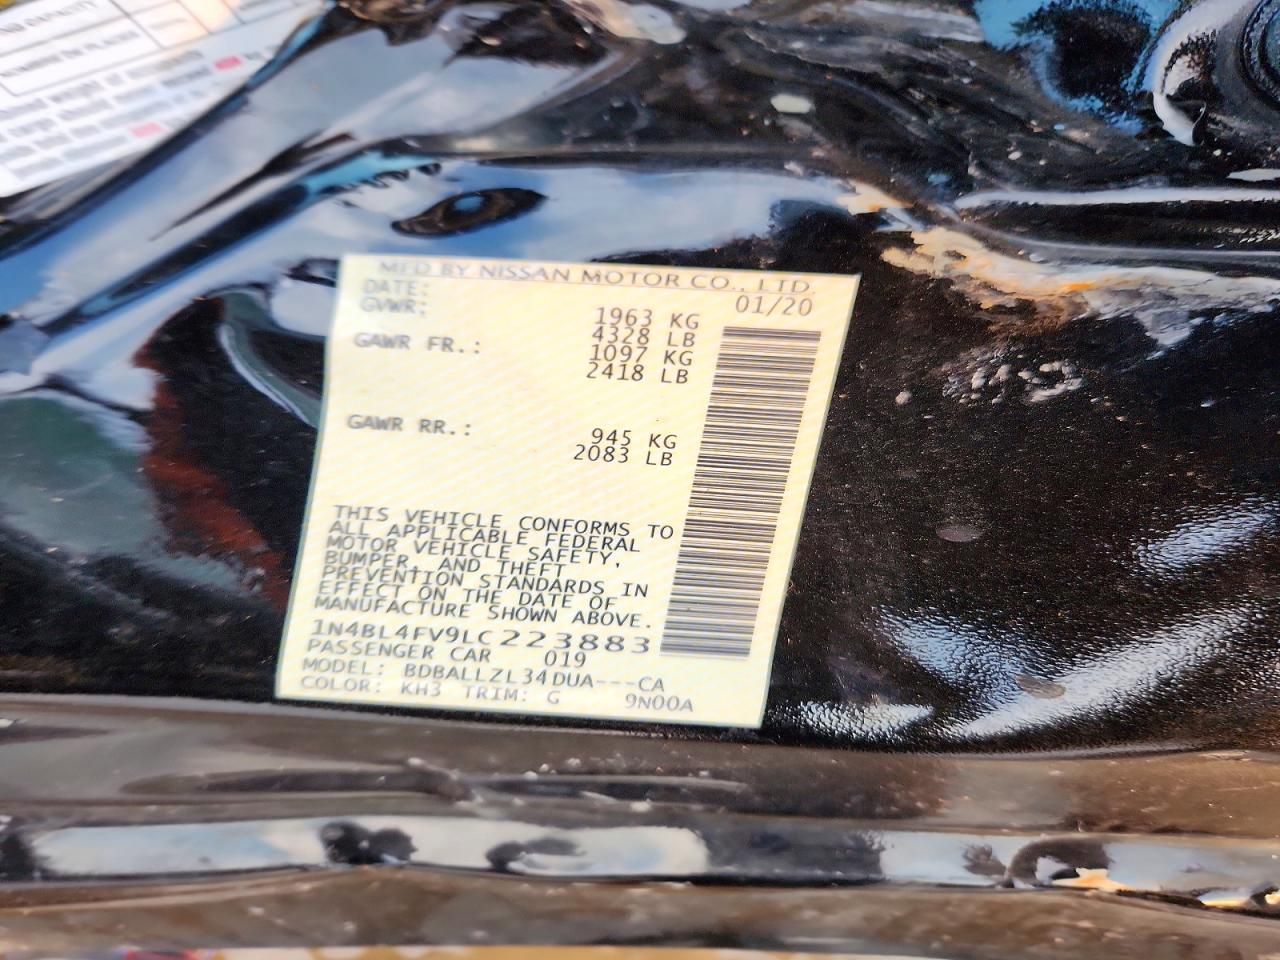 MFD BY NISSAN MOTOR CO., LTD.
DATE: 01/20
GVWR: 1963 KG
4328 LB
GAWR FR.: 1097 KG
2418 LB
GAWR RR.: 945 KG
2083 LB
THIS VEHICLE CONFORMS TO
ALL APPLICABLE FEDERAL
MOTOR VEHICLE SAFETY,
BUMPER, AND THEFT
PREVENTION STANDARDS IN
EFFECT ON THE DATE OF
MANUFACTURE SHOWN ABOVE.
1N4BL4FV9LC223883
PASSENGER CAR 019
MODEL: BDBALLZL34DUA---CA
COLOR: KH3 TRIM: G 9N00A